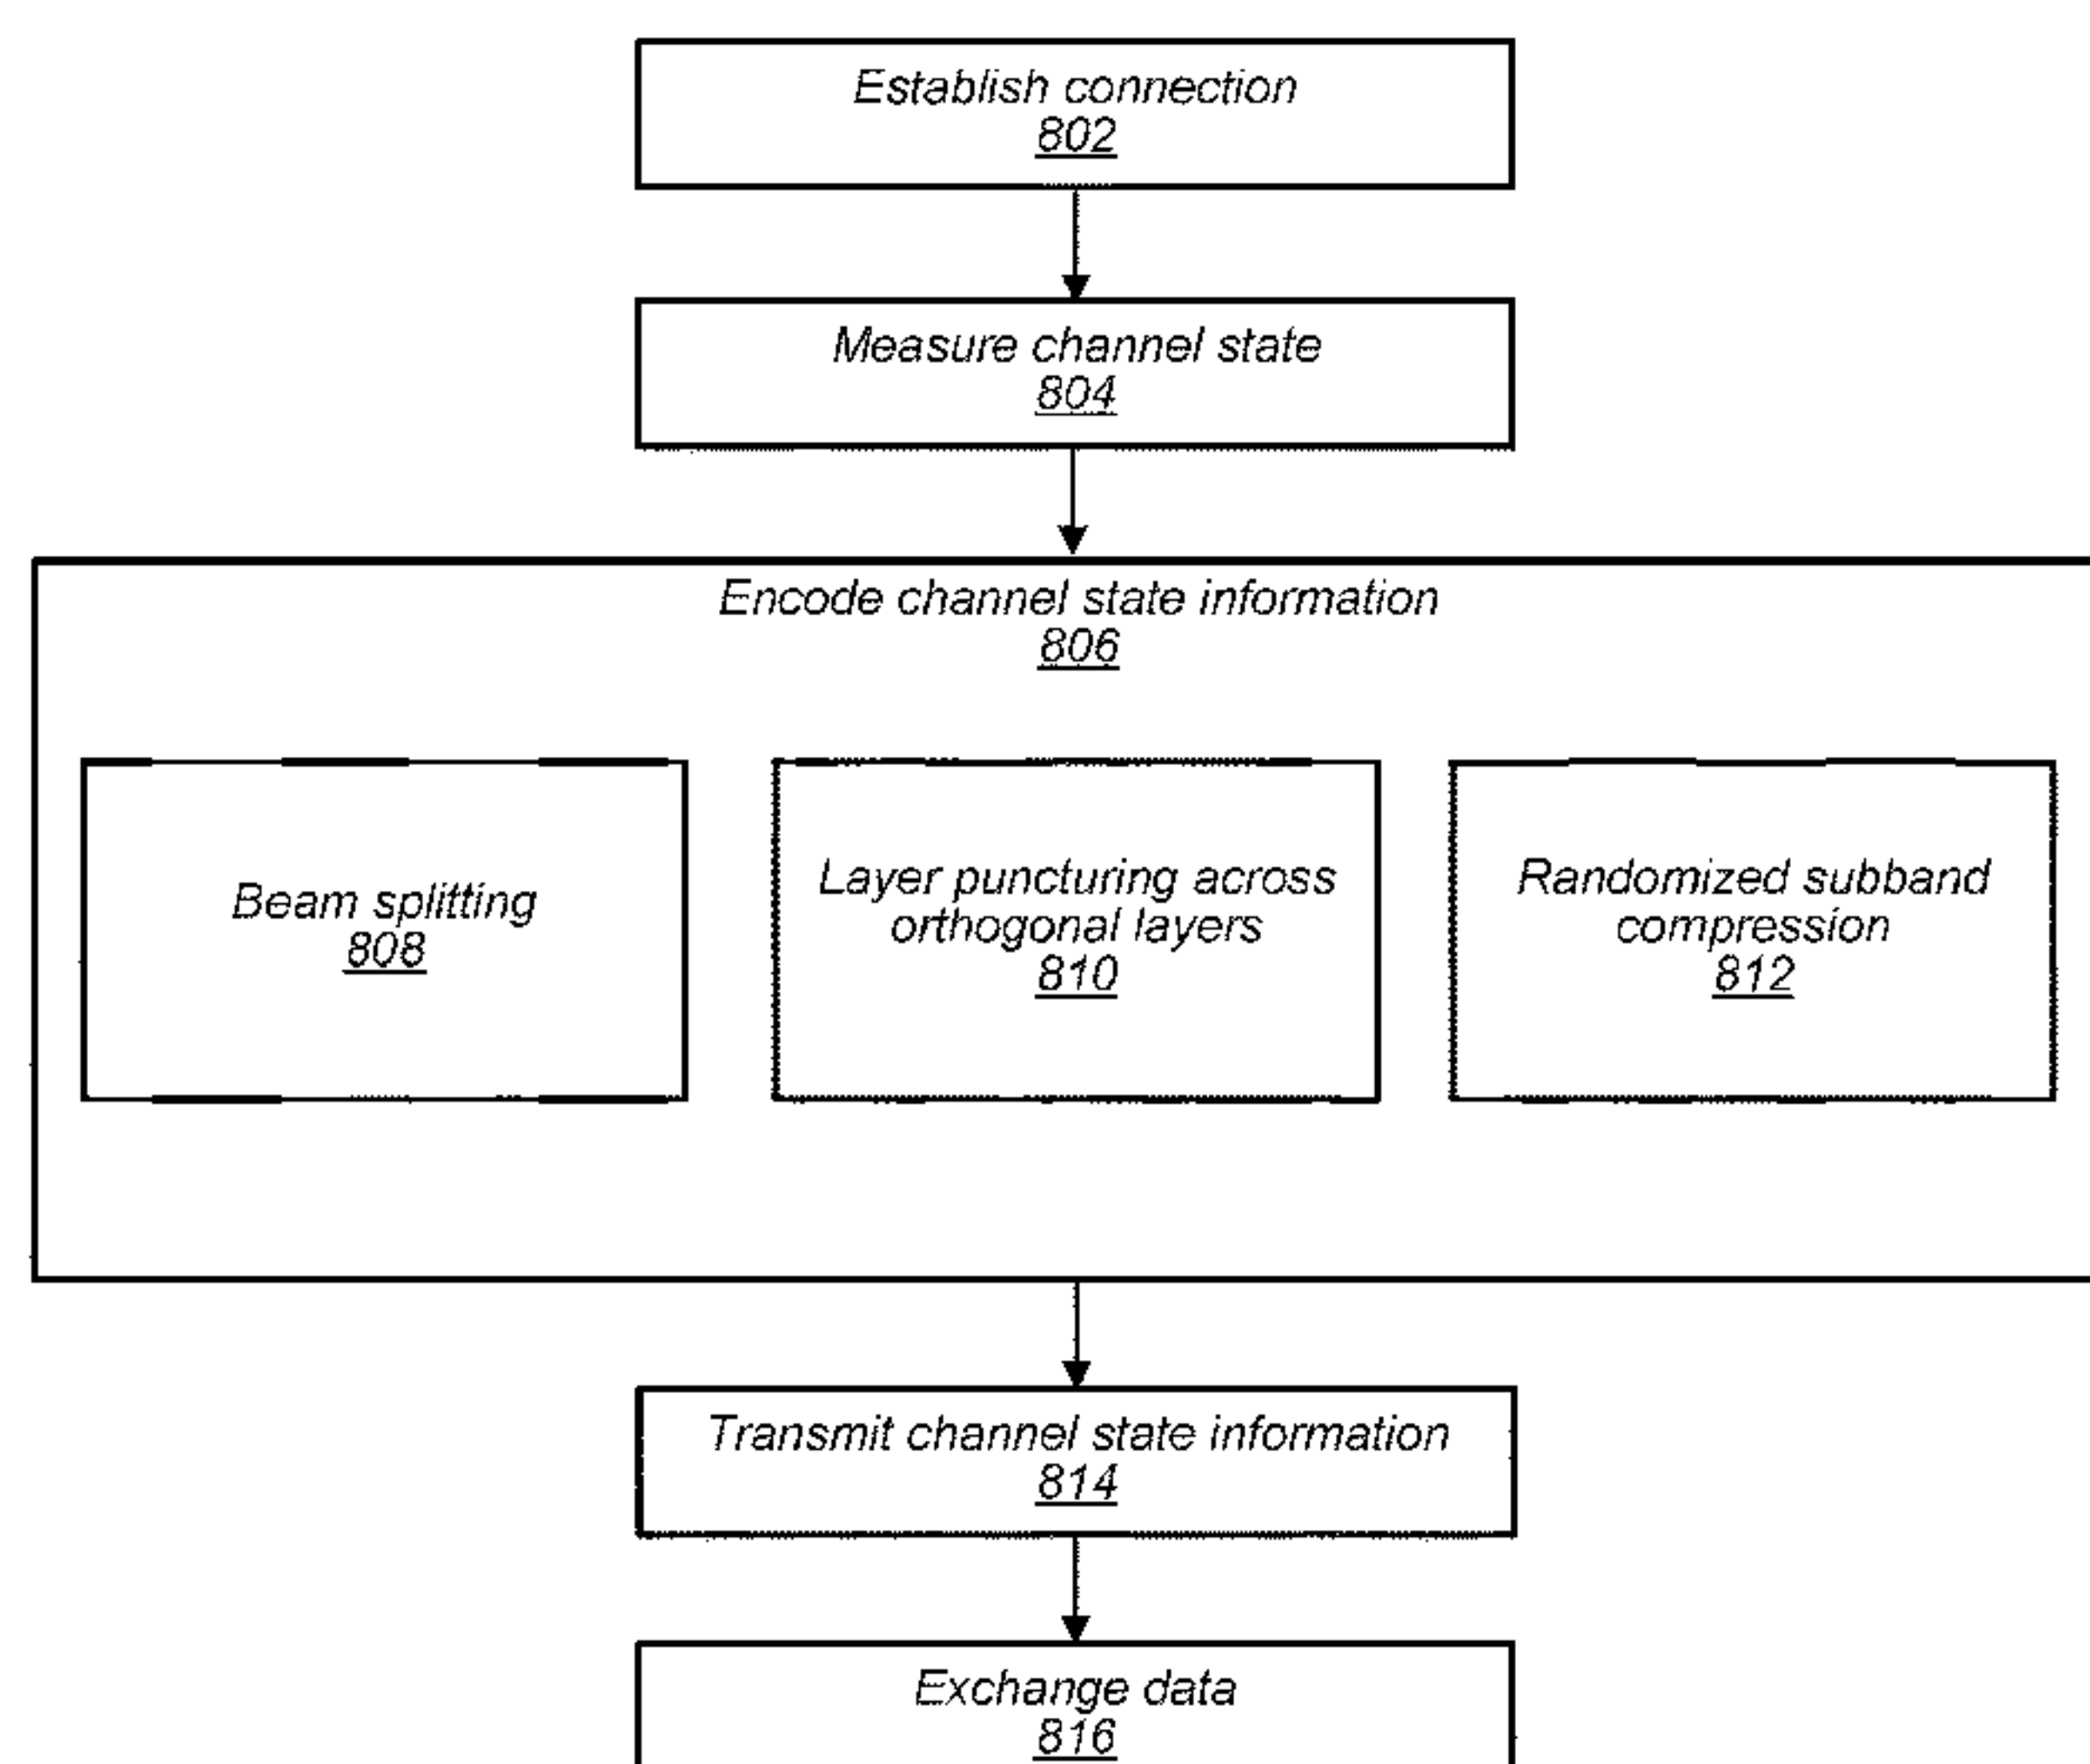 Establish connection
802
Measure channel state
804
Encode channel state information
806
Beam splitting
808
Layer puncturing across
orthogonal layers
810
Randomized subband
compression
812
Transmit channel state information
814
Exchange data
816